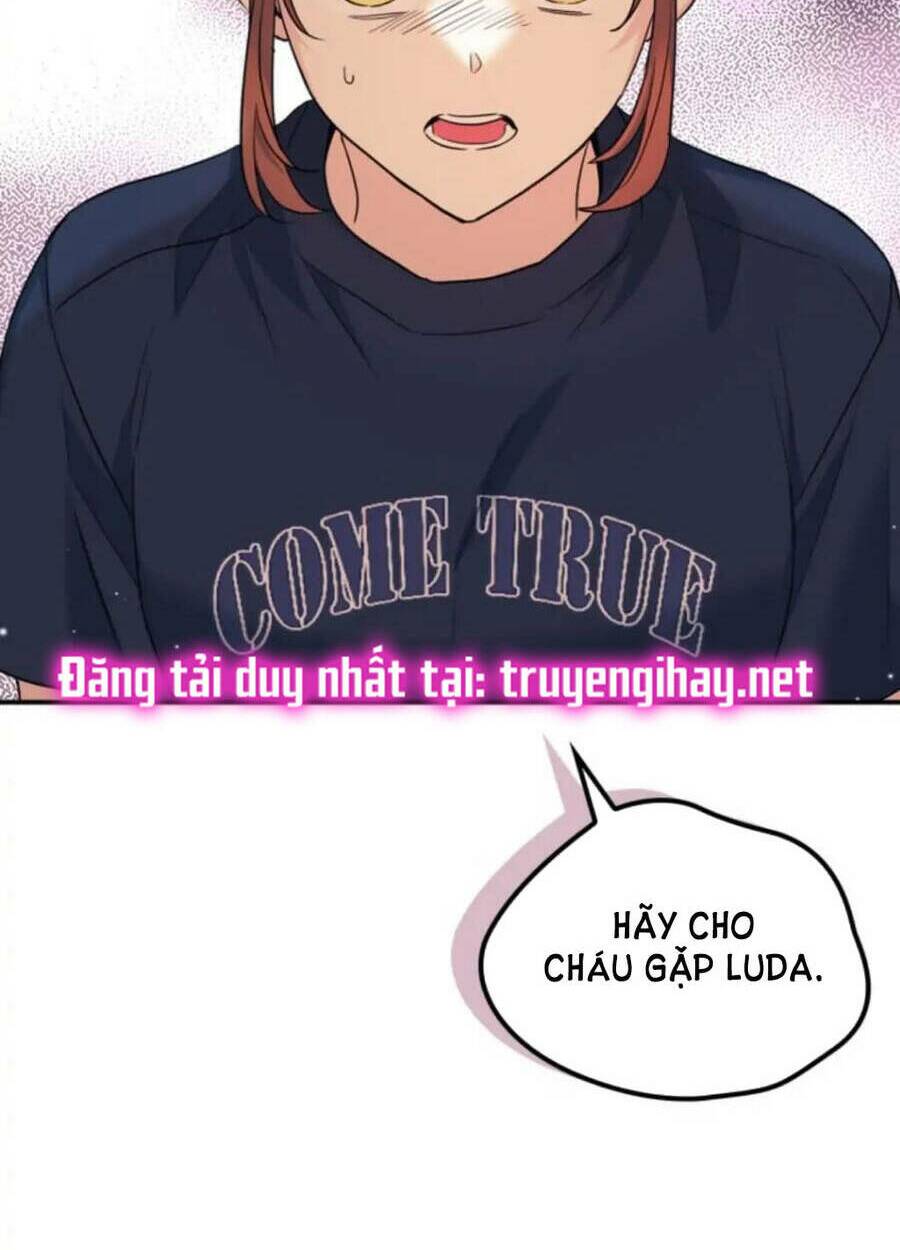 COME TRUE
Đăng tải duy nhất tại: truyengihay.net
HÃY CHO
CHÁU GẶP LUDA.